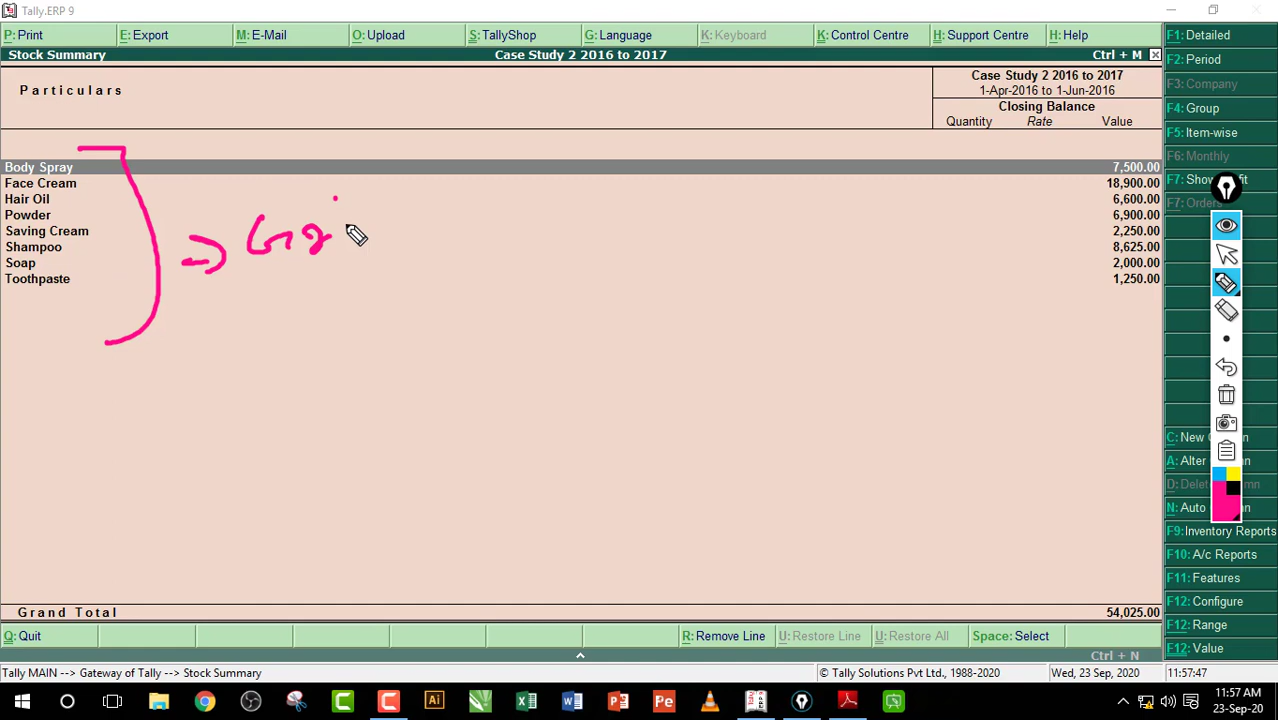 Tally.ERP 9
P: Print
E: Export
M: E-Mail
O: Upload
S: TallyShop
G: Language
K: Keyboard
K: Control Centre
H: Support Centre
H: Help
Stock Summary
Case Study 2 2016 to 2017
Ctrl + M
Particulars
Case Study 2 2016 to 2017
1-Apr-2016 to 1-Jun-2016
Closing Balance
Quantity Rate Value
Body Spray 7,500.00
Face Cream 18,900.00
Hair Oil 6,600.00
Powder 6,900.00
Saving Cream 2,250.00
Shampoo 8,625.00
Soap 2,000.00
Toothpaste 1,250.00
Grand Total 54,025.00
F1: Detailed
F2: Period
F3: Company
F4: Group
F5: Item-wise
F6: Monthly
F7: Show
F7: Orders
C: New
A: Alter
N: Auto
F9: Inventory Reports
F10: A/c Reports
F11: Features
F12: Configure
F12: Range
F12: Value
Q: Quit
R: Remove Line
U: Restore Line
U: Restore All
Space: Select
Ctrl + N
Tally MAIN --> Gateway of Tally --> Stock Summary
© Tally Solutions Pvt Ltd., 1988-2020
Wed, 23 Sep, 2020
11:57:47
11:57 AM
23-Sep-20